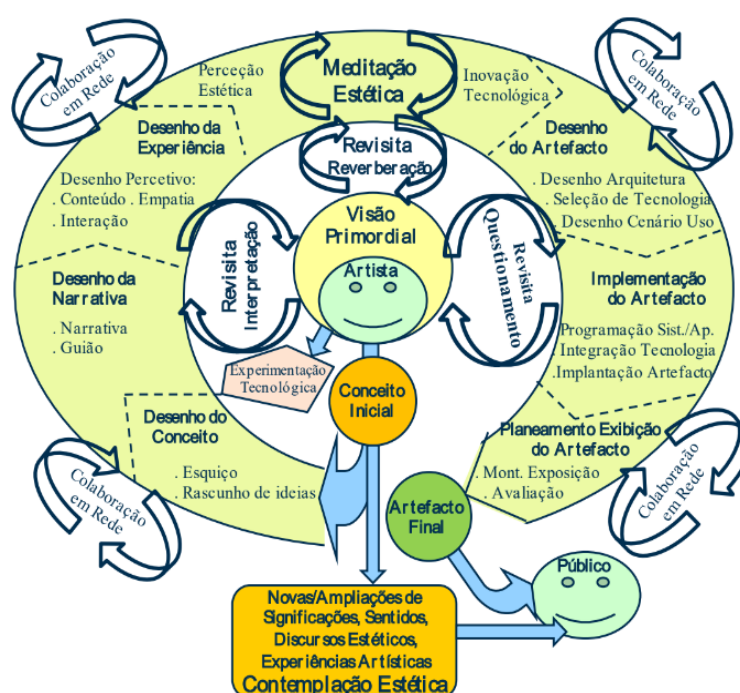 Colaboração
em Rede
Perceção
Estética
Meditação
Estética
Inovação
Tecnológica
Colaboração
em Rede
Desenho da
Experiência
Desenho Percetivo:
. Conteúdo . Empatia
. Interação
Revisita
Reverberação
Desenho
do Artefacto
. Desenho Arquitetura
. Seleção de Tecnologia
Desenho Cenário Uso
Visão
Primordial
Artista
Revisita
Interpretação
Revisita
Questionamento
Desenho da
Narrativa
. Narrativa
. Guião
Implementação
do Artefacto
Programação Sist./Ap.
. Integração Tecnologia
.Implantação Artefacto
Experimentação
Tecnológica
Conceito
Inicial
Desenho do
Conceito
. Esquiço
. Rascunho de ideias
Planeamento Exibição
do Artefacto
. Mont. Exposição
. Avaliação
Colaboração
em Rede
Colaboração
em Rede
Artefacto
Final
Público
Novas/Ampliações de
Significações, Sentidos,
Discursos Estéticos,
Experiências Artísticas
Contemplação Estética